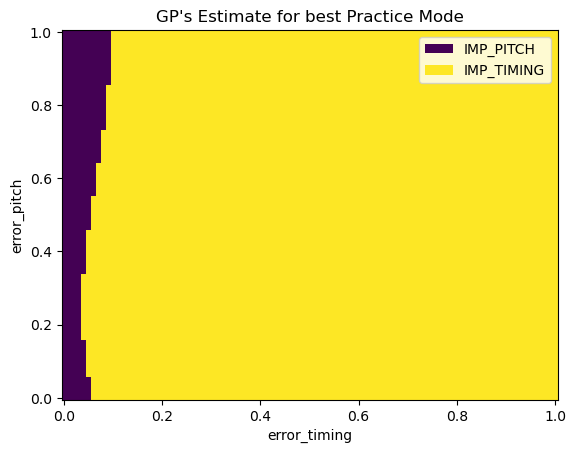 GP's Estimate for best Practice Mode
IMP_PITCH
IMP_TIMING
error_pitch
1.0
0.8
0.6
0.4
0.2
0.0
0.0 0.2 0.4 0.6 0.8 1.0
error_timing